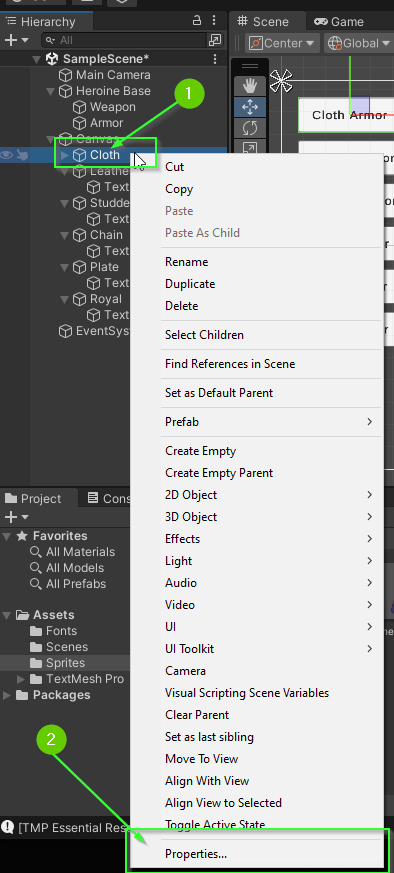 Hierarchy
Scene
Game
All
Center
Global
SampleScene*
Main Camera
Heroine Base
Weapon
Armor
1
Canvas
Cloth
Cloth Armor
Text
Text
Chain
Text
Plate
Text
Royal
Text
Cut
Copy
Paste
Paste As Child
Rename
Duplicate
Delete
Select Children
Find References in Scene
Set as Default Parent
Prefab
Create Empty
Create Empty Parent
2D Object
3D Object
Effects
Light
Audio
Video
UI
UI Toolkit
Camera
Visual Scripting Scene Variables
Clear Parent
Set as last sibling
Move To View
Align With View
Align View to Selected
Toggle Active State
Properties...
Project
Favorites
All Materials
All Models
All Prefabs
Assets
Fonts
Scenes
Sprites
TextMesh Pro
Packages
2
[TMP Essential